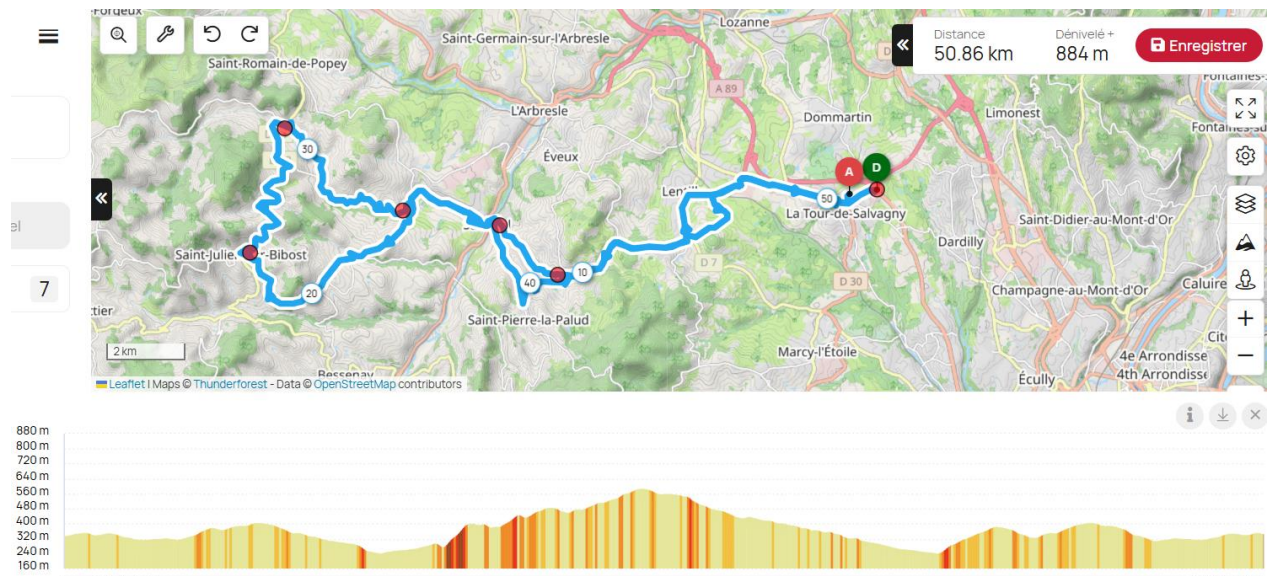 Saint-Romain-de-Popey
Saint-Germain-sur-l'Arbresle
Lozanne
Distance
50.86 km
Dénivelé +
884 m
Enregistrer
A 89
L'Arbresle
Dommartin
Limonest
30
Éveux
A
D
50
La Tour-de-Salvagny
Saint-Didier-au-Mont-d'Or
Dardilly
7
20
10
40
D 7
D 30
Champagne-au-Mont-d'Or
Saint-Pierre-la-Palud
2 km
Marcy-l'Étoile
Écully
4e Arrondisse
4th Arrondisse
Bessenay
Leaflet | Maps © Thunderforest - Data © OpenStreetMap contributors
880 m
800 m
720 m
640 m
560 m
480 m
400 m
320 m
240 m
160 m